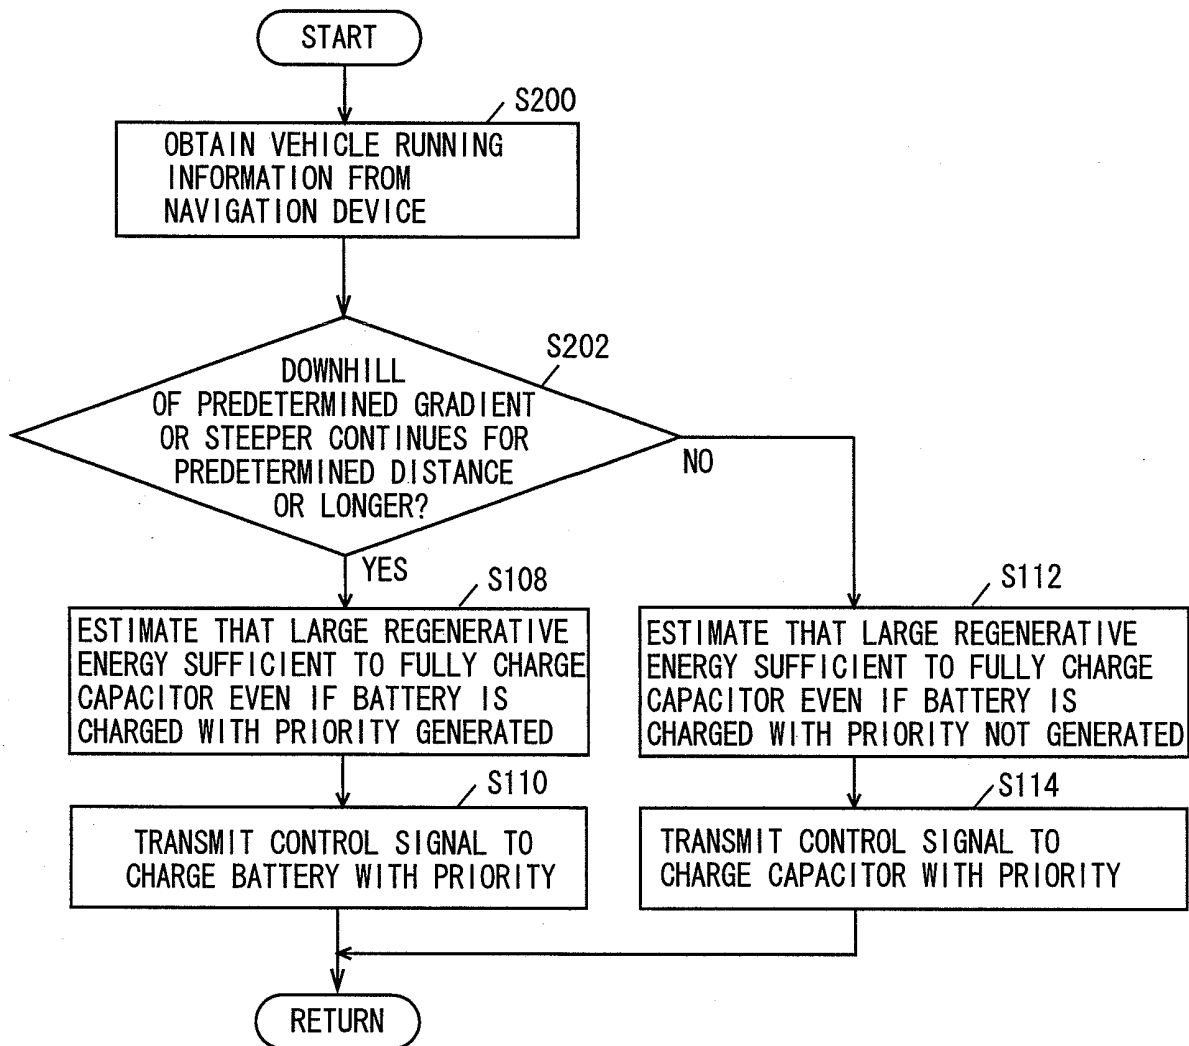 START
S200
OBTAIN VEHICLE RUNNING
INFORMATION FROM
NAVIGATION DEVICE
S202
DOWNHILL
OF PREDETERMINED GRADIENT
OR STEEPER CONTINUES FOR
PREDETERMINED DISTANCE
OR LONGER?
NO
YES
S108
ESTIMATE THAT LARGE REGENERATIVE
ENERGY SUFFICIENT TO FULLY CHARGE
CAPACITOR EVEN IF BATTERY IS
CHARGED WITH PRIORITY GENERATED
S112
ESTIMATE THAT LARGE REGENERATIVE
ENERGY SUFFICIENT TO FULLY CHARGE
CAPACITOR EVEN IF BATTERY IS
CHARGED WITH PRIORITY NOT GENERATED
S110
TRANSMIT CONTROL SIGNAL TO
CHARGE BATTERY WITH PRIORITY
S114
TRANSMIT CONTROL SIGNAL TO
CHARGE CAPACITOR WITH PRIORITY
RETURN